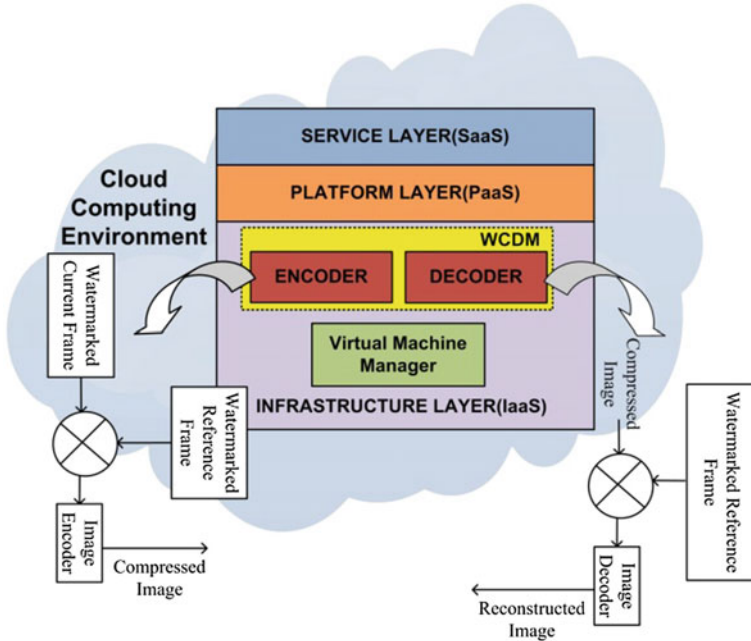 SERVICE LAYER(SaaS)
PLATFORM LAYER(PaaS)
Cloud
Computing
Environment
WCDM
ENCODER
DECODER
Virtual Machine
Manager
INFRASTRUCTURE LAYER(IaaS)
Watermarked
Current Frame
Watermarked
Reference
Frame
Image
Encoder
Compressed
Image
Compressed
Image
Watermarked Reference
Frame
Image
Decoder
Reconstructed
Image